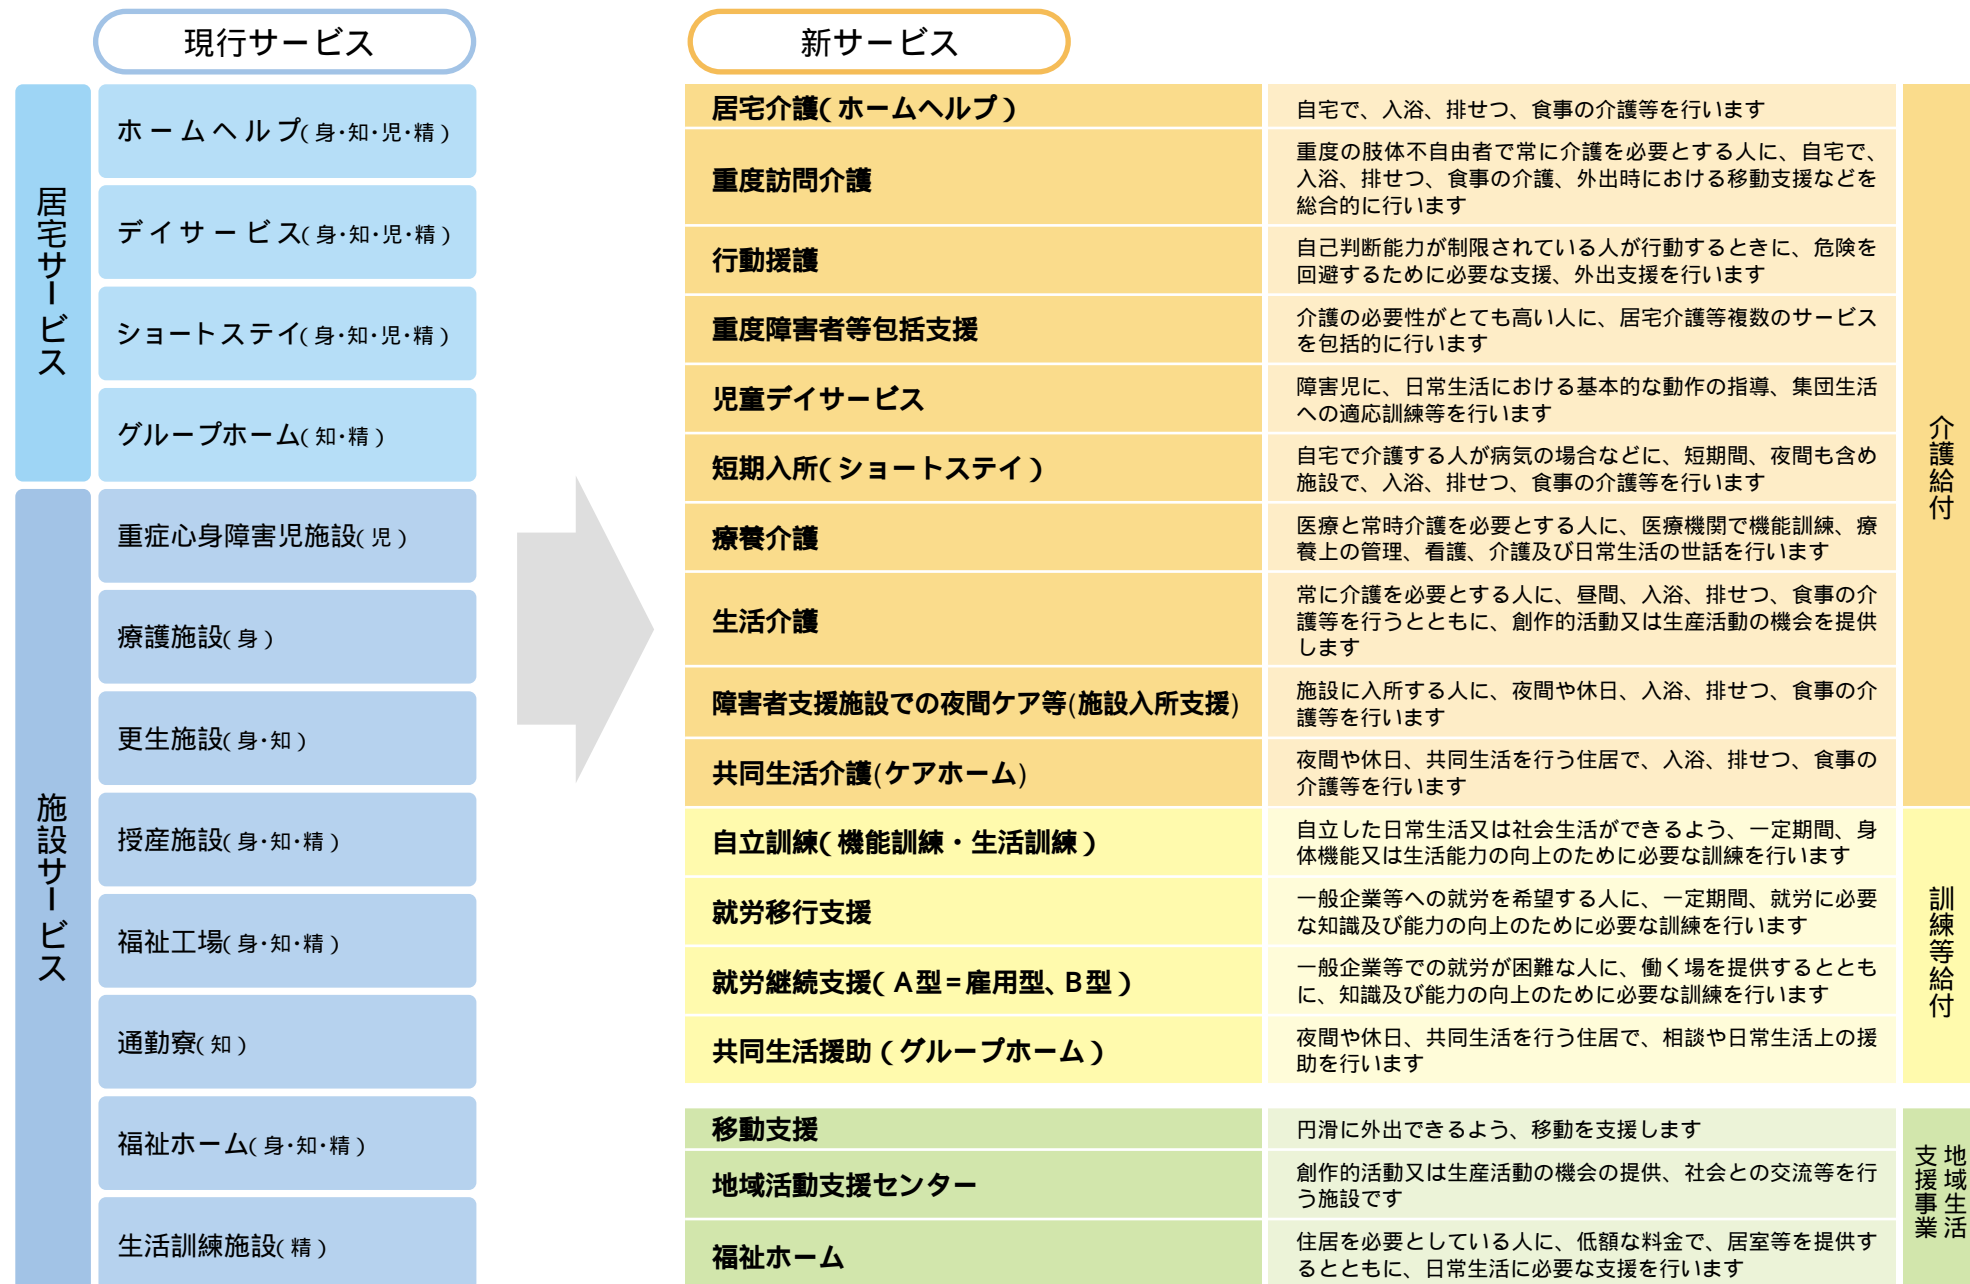 現行サービス
居宅サービス
ホームヘルプ(身・知・児・精)
デイサービス(身・知・児・精)
ショートステイ(身・知・児・精)
グループホーム(知・精)
施設サービス
重症心身障害児施設(児)
療護施設(身)
更生施設(身・知)
授産施設(身・知・精)
福祉工場(身・知・精)
通勤寮(知)
福祉ホーム(身・知・精)
生活訓練施設(精)
新サービス
居宅介護(ホームヘルプ)
自宅で、入浴、排せつ、食事の介護等を行います
重度訪問介護
重度の肢体不自由者で常に介護を必要とする人に、自宅で、
入浴、排せつ、食事の介護、外出時における移動支援などを
総合的に行います
行動援護
自己判断能力が制限されている人が行動するときに、危険を
回避するために必要な支援、外出支援を行います
重度障害者等包括支援
介護の必要性がとても高い人に、居宅介護等複数のサービス
を包括的に行います
児童デイサービス
障害児に、日常生活における基本的な動作の指導、集団生活
への適応訓練等を行います
短期入所(ショートステイ)
自宅で介護する人が病気の場合などに、短期間、夜間も含め
施設で、入浴、排せつ、食事の介護等を行います
療養介護
医療と常時介護を必要とする人に、医療機関で機能訓練、療
養上の管理、看護、介護及び日常生活の世話を行います
生活介護
常に介護を必要とする人に、昼間、入浴、排せつ、食事の介
護等を行うとともに、創作的活動又は生産活動の機会を提供
します
障害者支援施設での夜間ケア等(施設入所支援)
施設に入所する人に、夜間や休日、入浴、排せつ、食事の介
護等を行います
共同生活介護(ケアホーム)
夜間や休日、共同生活を行う住居で、入浴、排せつ、食事の
介護等を行います
介護給付
自立訓練(機能訓練・生活訓練)
自立した日常生活又は社会生活ができるよう、一定期間、身
体機能又は生活能力の向上のために必要な訓練を行います
就労移行支援
一般企業等への就労を希望する人に、一定期間、就労に必要
な知識及び能力の向上のために必要な訓練を行います
就労継続支援(A型=雇用型、B型)
一般企業等での就労が困難な人に、働く場を提供するととも
に、知識及び能力の向上のために必要な訓練を行います
共同生活援助(グループホーム)
夜間や休日、共同生活を行う住居で、相談や日常生活上の援
助を行います
訓練等給付
移動支援
円滑に外出できるよう、移動を支援します
地域活動支援センター
創作的活動又は生産活動の機会の提供、社会との交流等を行
う施設です
福祉ホーム
住居を必要としている人に、低額な料金で、居室等を提供す
るとともに、日常生活に必要な支援を行います
地域生活
支援事業